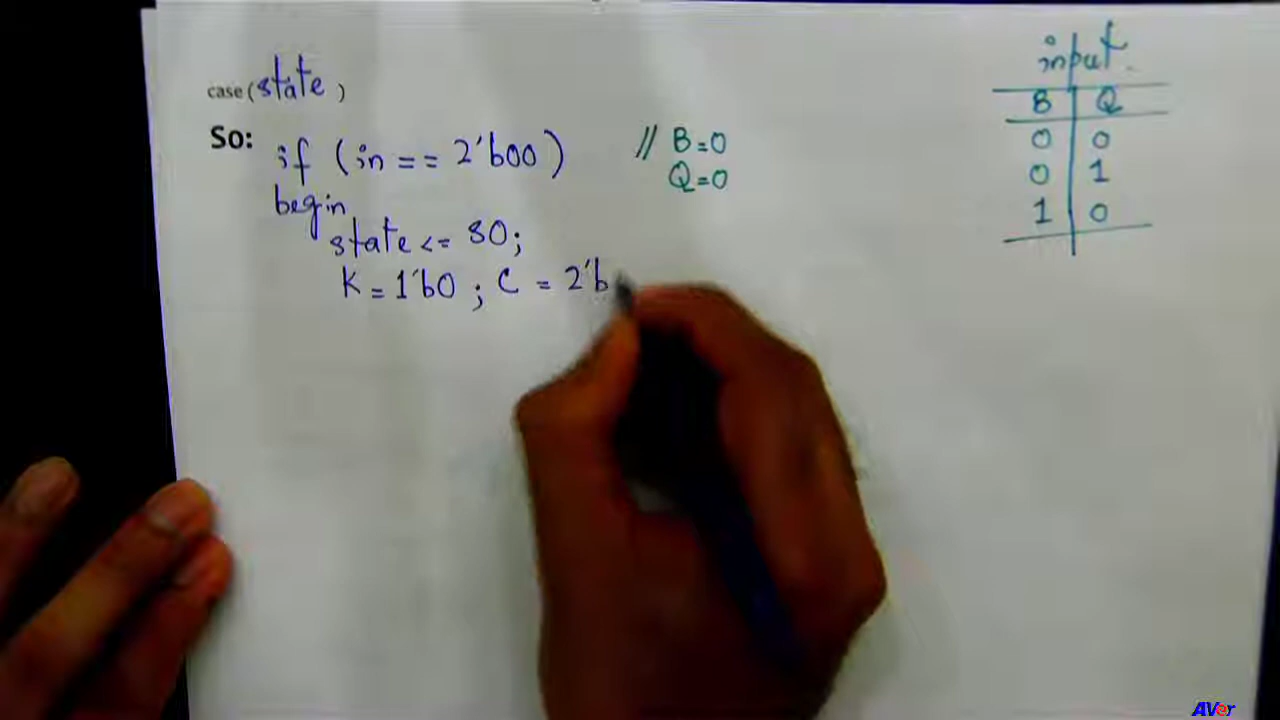 case(state)
So:
if (in == 2'b00) // B=0
Q=0
begin
state <= S0;
K = 1'b0 ; C = 2'b
input
B Q
0 0
0 1
1 0
AVer